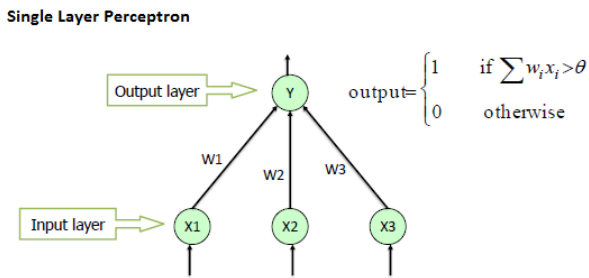 Single Layer Perceptron
Output layer
Y
output= { 1 if ∑wᵢxᵢ>θ
0 otherwise
W1
W2
W3
Input layer
X1
X2
X3